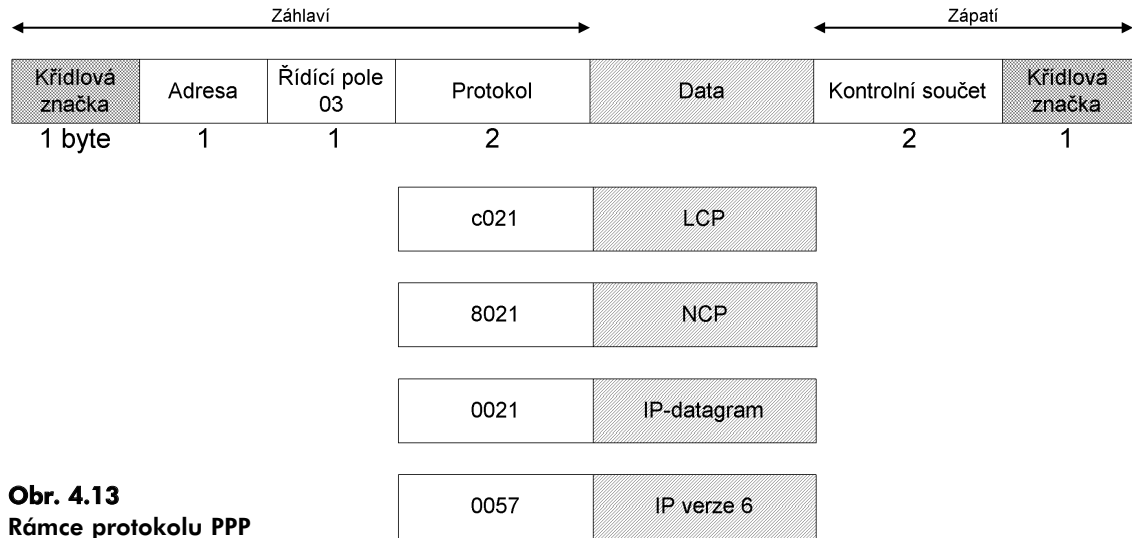 Záhlaví Zápatí
Křídlová značka Adresa Řídící pole 03 Protokol Data Kontrolní součet Křídlová značka
1 byte 1 1 2 2 1
c021 LCP
8021 NCP
0021 IP-datagram
0057 IP verze 6
Obr. 4.13
Rámce protokolu PPP